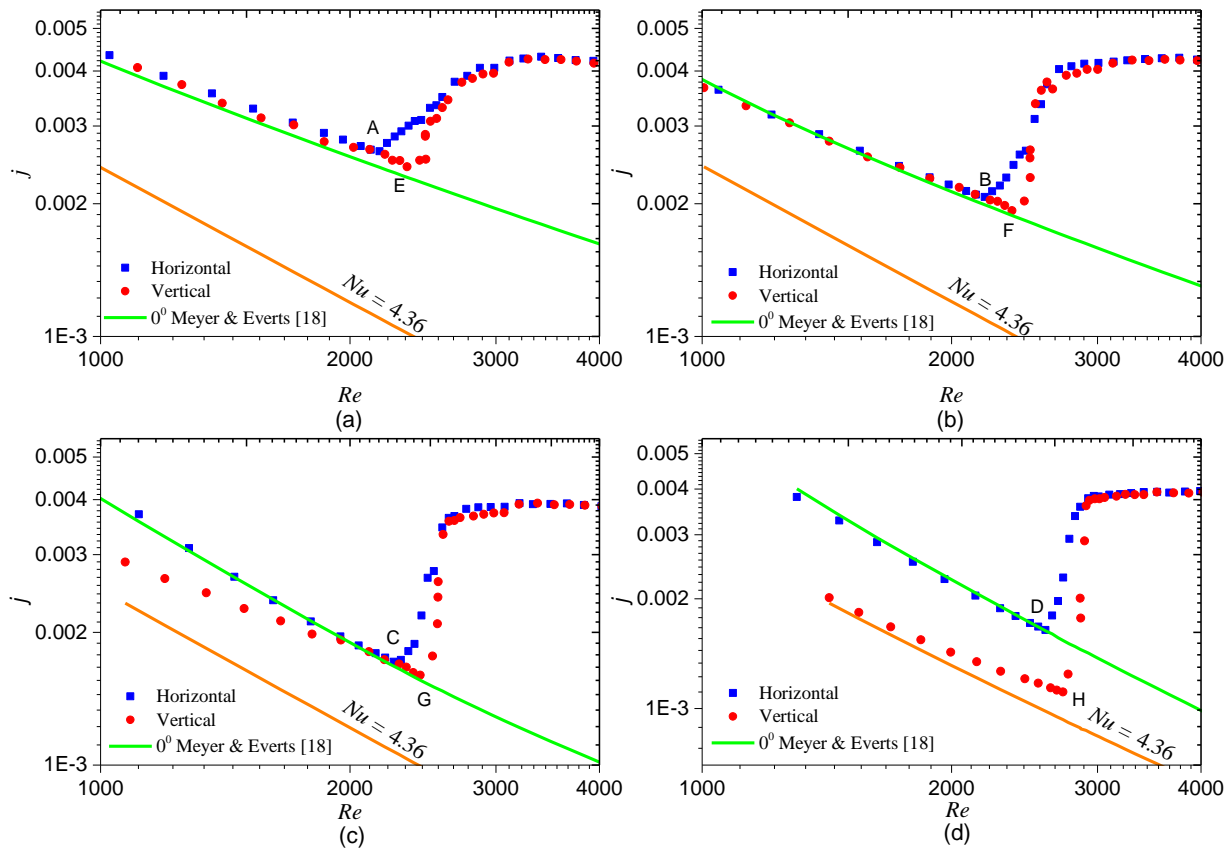 0.005
0.004
0.003
0.002
1E-3
j
A
E
Horizontal
Vertical
0⁰ Meyer & Everts [18]
Nu = 4.36
1000
2000
3000
4000
Re
(a)
0.005
0.004
0.003
0.002
1E-3
j
B
F
Horizontal
Vertical
0⁰ Meyer & Everts [18]
Nu = 4.36
1000
2000
3000
4000
Re
(b)
0.005
0.004
0.003
0.002
1E-3
j
C
G
Horizontal
Vertical
0⁰ Meyer & Everts [18]
Nu = 4.36
1000
2000
3000
4000
Re
(c)
0.005
0.004
0.003
0.002
1E-3
j
D
H
Horizontal
Vertical
0⁰ Meyer & Everts [18]
Nu = 4.36
1000
2000
3000
4000
Re
(d)